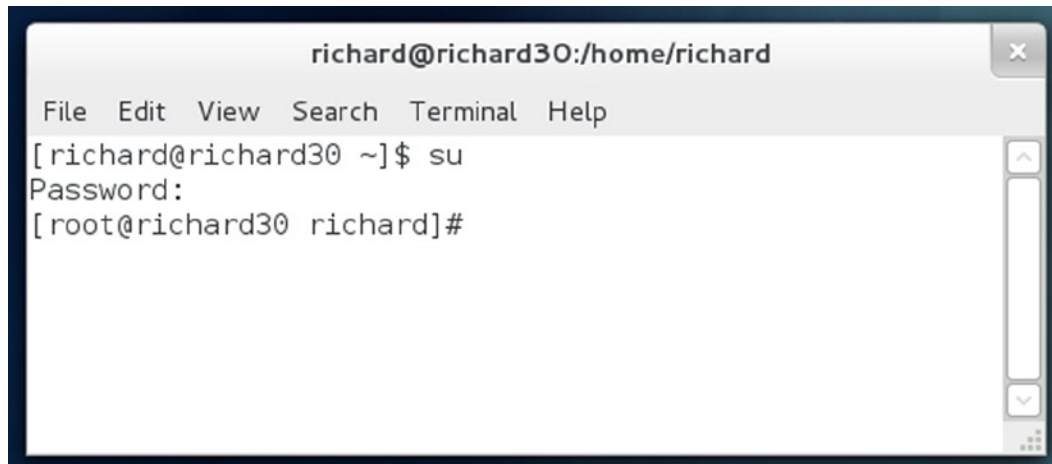 richard@richard30:/home/richard
File Edit View Search Terminal Help
[richard@richard30 ~]$ su
Password:
[root@richard30 richard]#